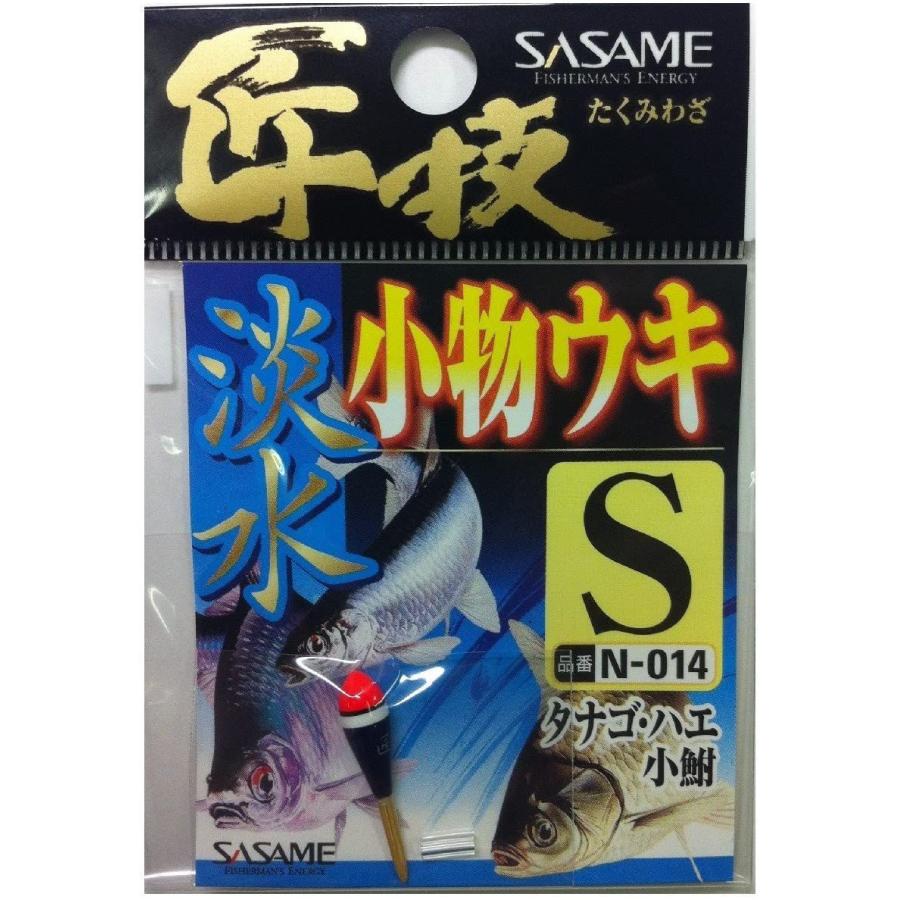 匠技
SASAME
FISHERMAN'S ENERGY
たくみわざ
淡水
小物ウキ
S
品番 N-014
タナゴ・ハエ
小鮒
匠
SASAME
FISHERMAN'S ENERGY